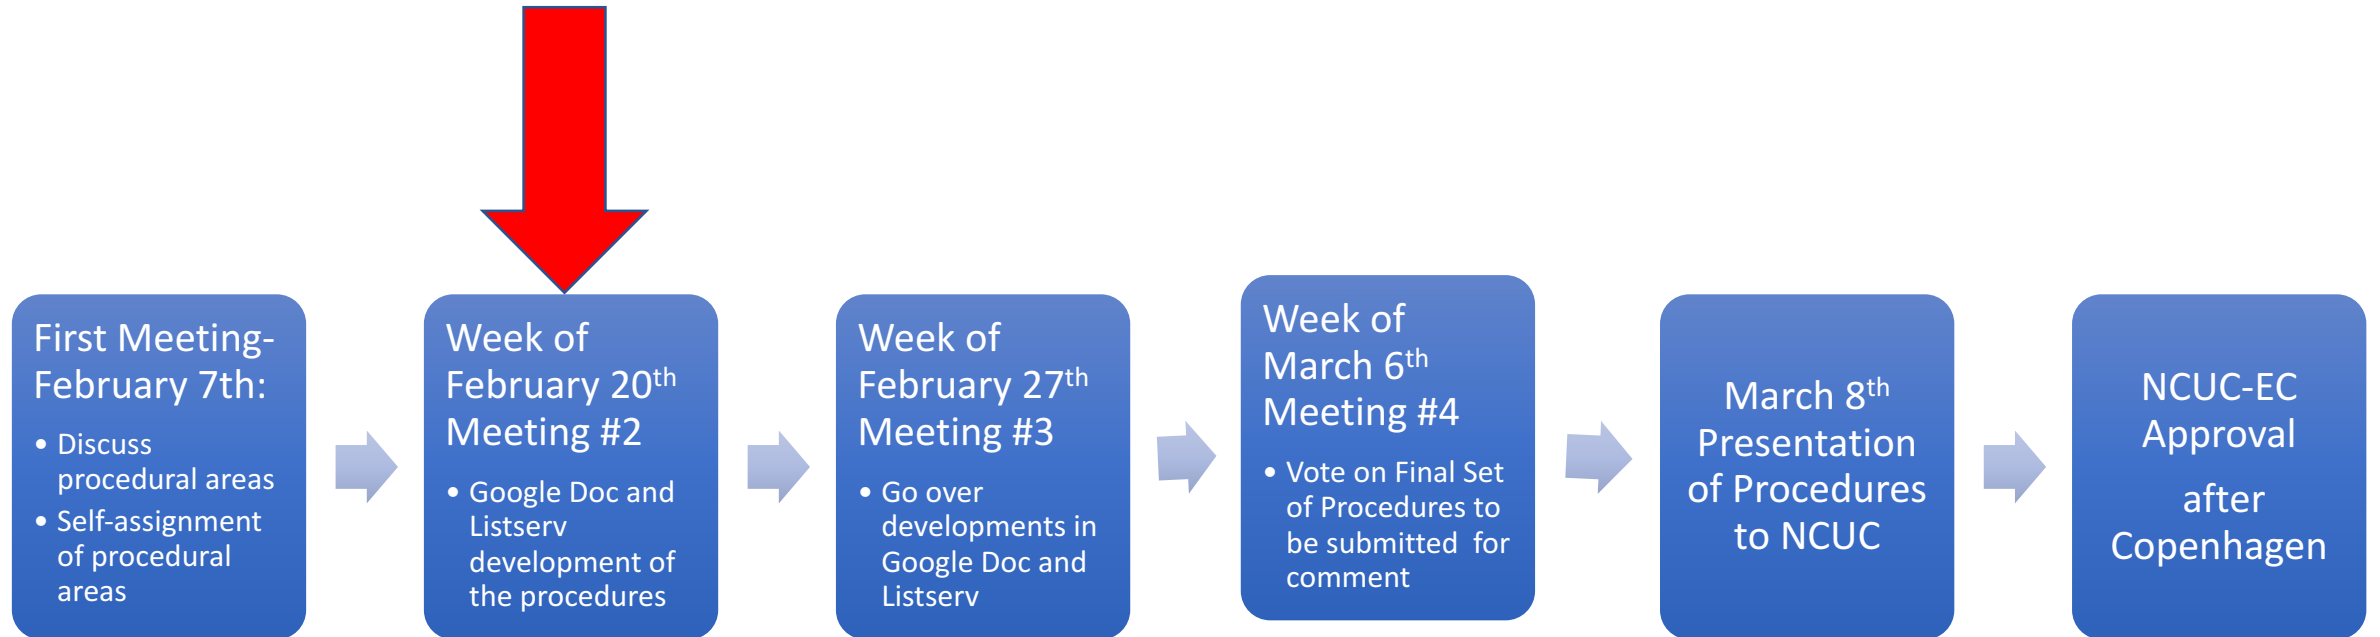 First Meeting-
February 7th:
• Discuss
procedural areas
• Self-assignment
of procedural
areas
Week of
February 20th
Meeting #2
• Google Doc and
Listserv
development of
the procedures
Week of
February 27th
Meeting #3
• Go over
developments in
Google Doc and
Listserv
Week of
March 6th
Meeting #4
• Vote on Final Set
of Procedures to
be submitted  for
comment
March 8th
Presentation
of Procedures
to NCUC
NCUC-EC
Approval
after
Copenhagen